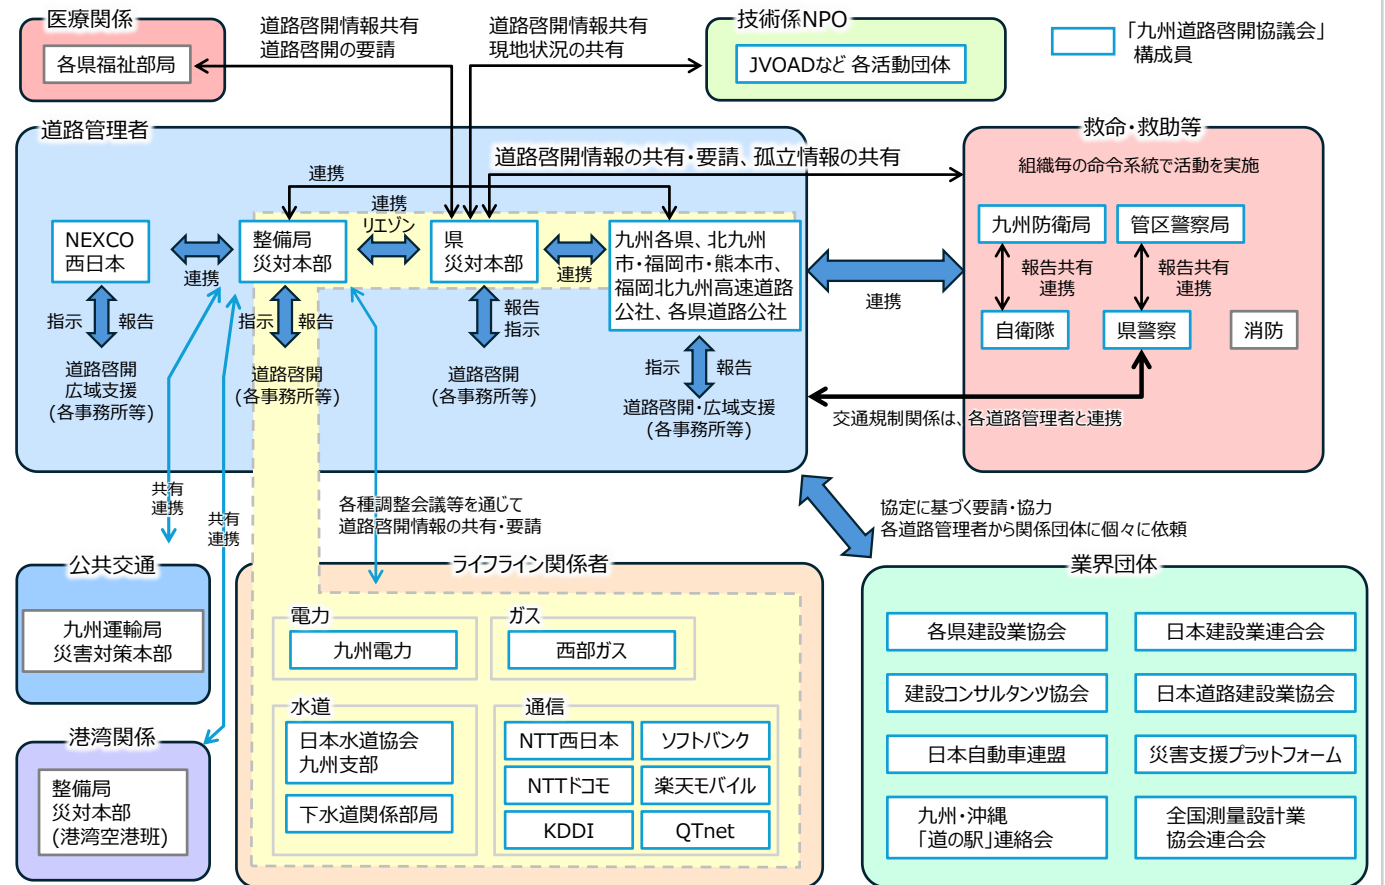 医療関係
各県福祉部局
道路啓開情報共有
道路啓開の要請
道路啓開情報共有
現地状況の共有
技術係NPO
JVOADなど 各活動団体
「九州道路啓開協議会」
構成員
道路管理者
道路啓開情報の共有・要請、孤立情報の共有
連携
連携
リエゾン
NEXCO
西日本
連携
整備局
災対本部
県
災対本部
連携
九州各県、北九州
市・福岡市・熊本市、
福岡北九州高速道路
公社、各県道路公社
指示
報告
指示
報告
報告
指示
指示
報告
道路啓開
広域支援
(各事務所等)
道路啓開
(各事務所等)
道路啓開
(各事務所等)
道路啓開・広域支援
(各事務所等)
連携
救命・救助等
組織毎の命令系統で活動を実施
九州防衛局
管区警察局
報告共有
連携
報告共有
連携
自衛隊
県警察
消防
交通規制関係は、各道路管理者と連携
共有
連携
共有
連携
各種調整会議等を通じて
道路啓開情報の共有・要請
協定に基づく要請・協力
各道路管理者から関係団体に個々に依頼
公共交通
九州運輸局
災害対策本部
港湾関係
整備局
災対本部
(港湾空港班)
ライフライン関係者
電力
九州電力
ガス
西部ガス
水道
日本水道協会
九州支部
下水道関係部局
通信
NTT西日本
ソフトバンク
NTTドコモ
楽天モバイル
KDDI
QTnet
業界団体
各県建設業協会
日本建設業連合会
建設コンサルタンツ協会
日本道路建設業協会
日本自動車連盟
災害支援プラットフォーム
九州・沖縄
「道の駅」連絡会
全国測量設計業
協会連合会